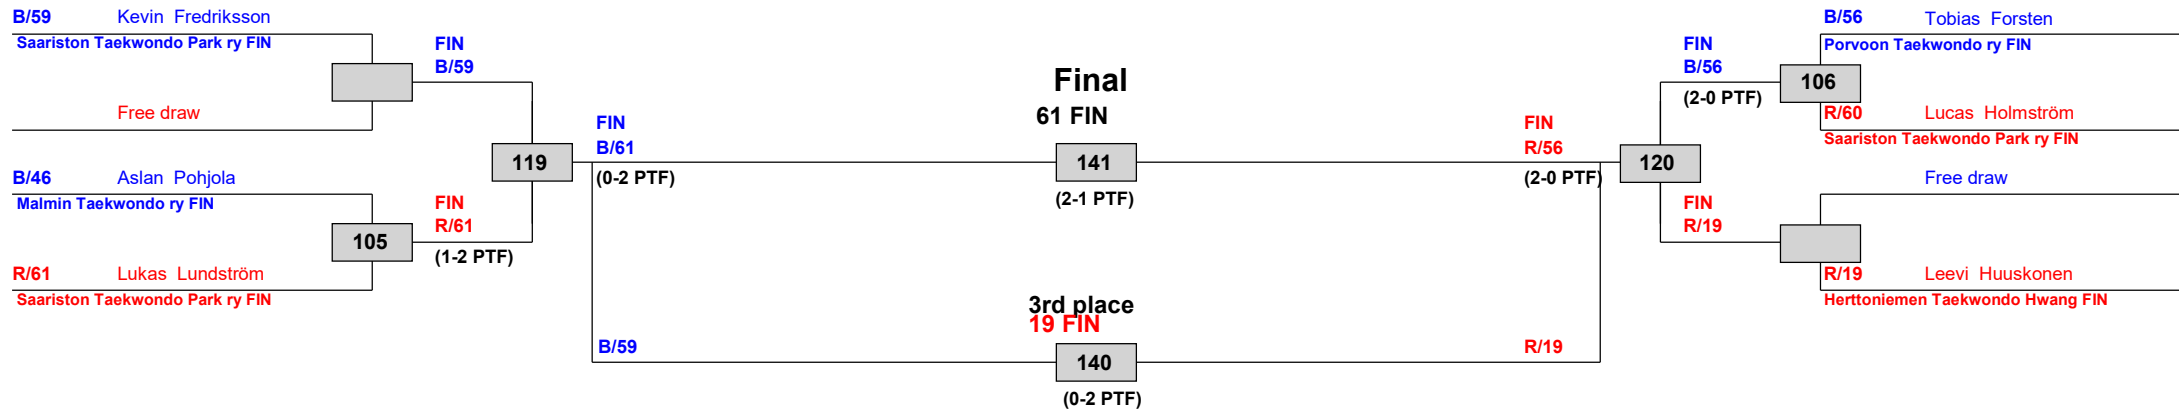 B/59 Kevin Fredriksson
Saariston Taekwondo Park ry FIN
Free draw
FIN
B/59
B/46 Aslan Pohjola
Malmin Taekwondo ry FIN
105
R/61 Lukas Lundström
Saariston Taekwondo Park ry FIN
FIN
R/61
(1-2 PTF)
119
FIN
B/61
(0-2 PTF)
Final
61 FIN
141
(2-1 PTF)
3rd place
19 FIN
B/59
140
R/19
(0-2 PTF)
FIN
R/56
(2-0 PTF)
120
FIN
B/56
(2-0 PTF)
FIN
R/19
B/56 Tobias Forsten
Porvoon Taekwondo ry FIN
106
R/60 Lucas Holmström
Saariston Taekwondo Park ry FIN
Free draw
R/19 Leevi Huuskonen
Herttoniemen Taekwondo Hwang FIN